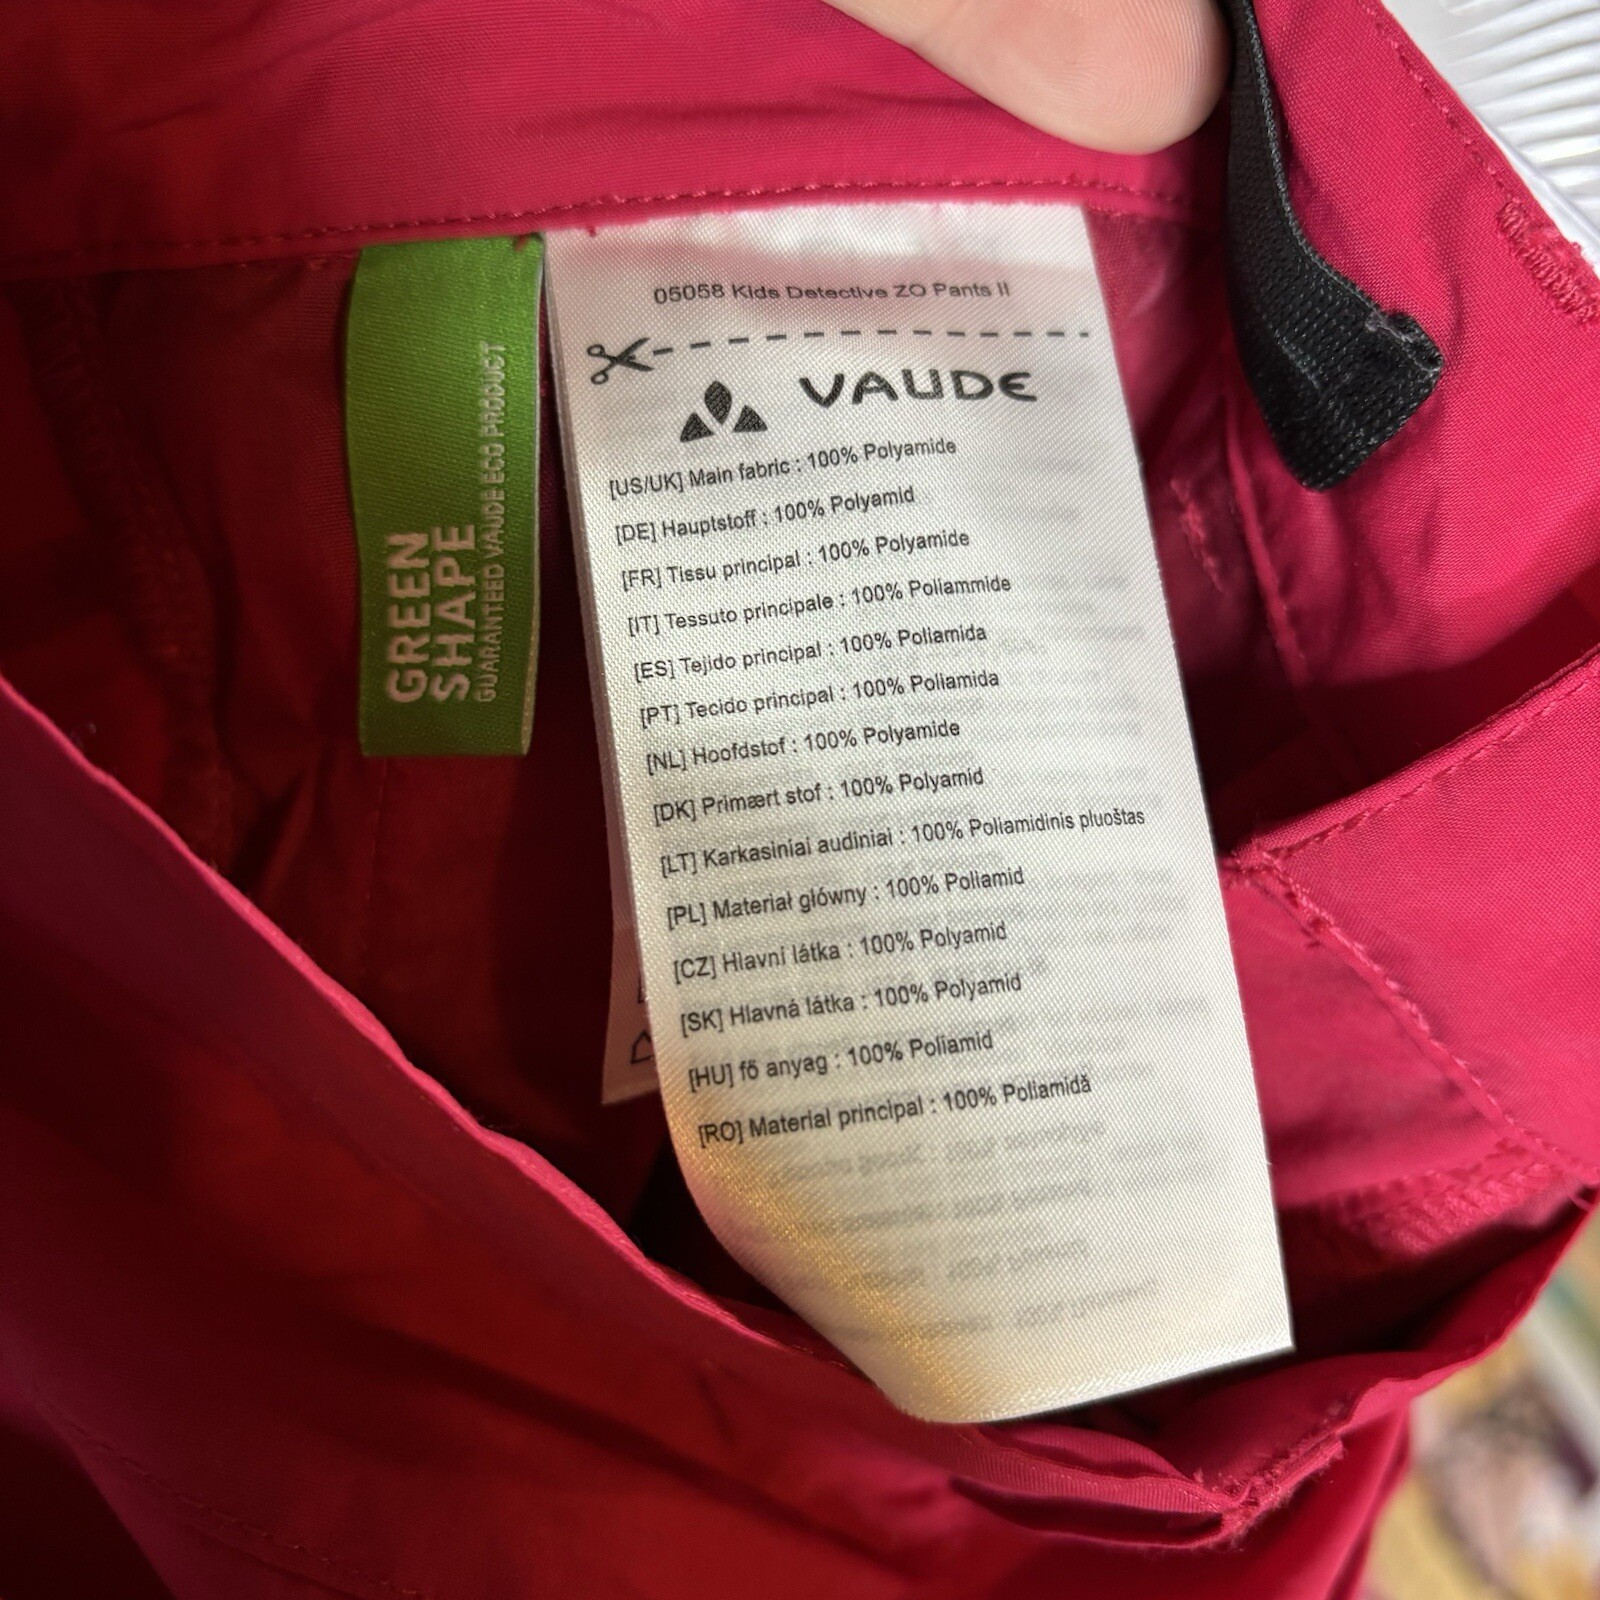 05058 Kids Detective ZO Pants II
VAUDE
[US/UK] Main fabric : 100% Polyamide
[DE] Hauptstoff : 100% Polyamid
[FR] Tissu principal : 100% Polyamide
[IT] Tessuto principale : 100% Poliammide
[ES] Tejido principal : 100% Poliamida
[PT] Tecido principal : 100% Poliamida
[NL] Hoofdstof : 100% Polyamide
[DK] Primært stof : 100% Polyamid
[LT] Karkasiniai audiniai : 100% Poliamidinis pluoštas
[PL] Materiał główny : 100% Poliamid
[CZ] Hlavní látka : 100% Polyamid
[SK] Hlavná látka : 100% Polyamid
[HU] fő anyag : 100% Poliamid
[RO] Material principal : 100% Poliamidă
GREEN
SHAPE
GUARANTEED VAUDE ECO PRODUCT